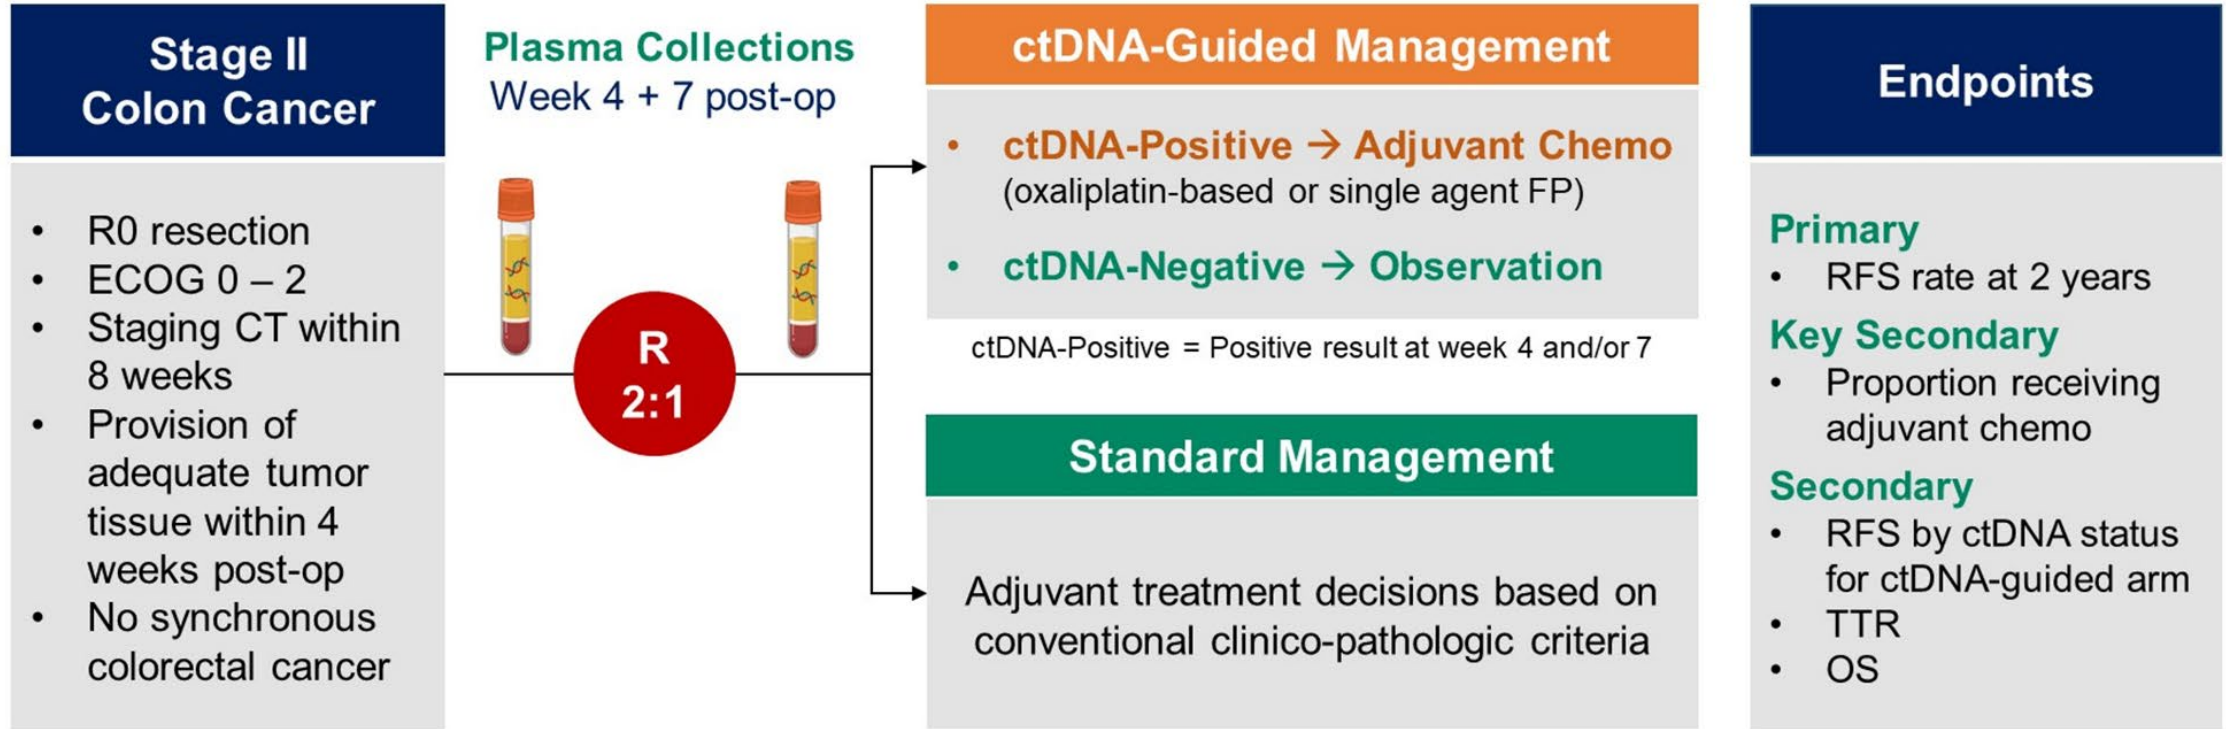 Stage II
Colon Cancer
• R0 resection
• ECOG 0 – 2
• Staging CT within
8 weeks
• Provision of
adequate tumor
tissue within 4
weeks post-op
• No synchronous
colorectal cancer
Plasma Collections
Week 4 + 7 post-op
R
2:1
ctDNA-Guided Management
• ctDNA-Positive → Adjuvant Chemo
(oxaliplatin-based or single agent FP)
• ctDNA-Negative → Observation
ctDNA-Positive = Positive result at week 4 and/or 7
Standard Management
Adjuvant treatment decisions based on
conventional clinico-pathologic criteria
Endpoints
Primary
• RFS rate at 2 years
Key Secondary
• Proportion receiving
adjuvant chemo
Secondary
• RFS by ctDNA status
for ctDNA-guided arm
• TTR
• OS